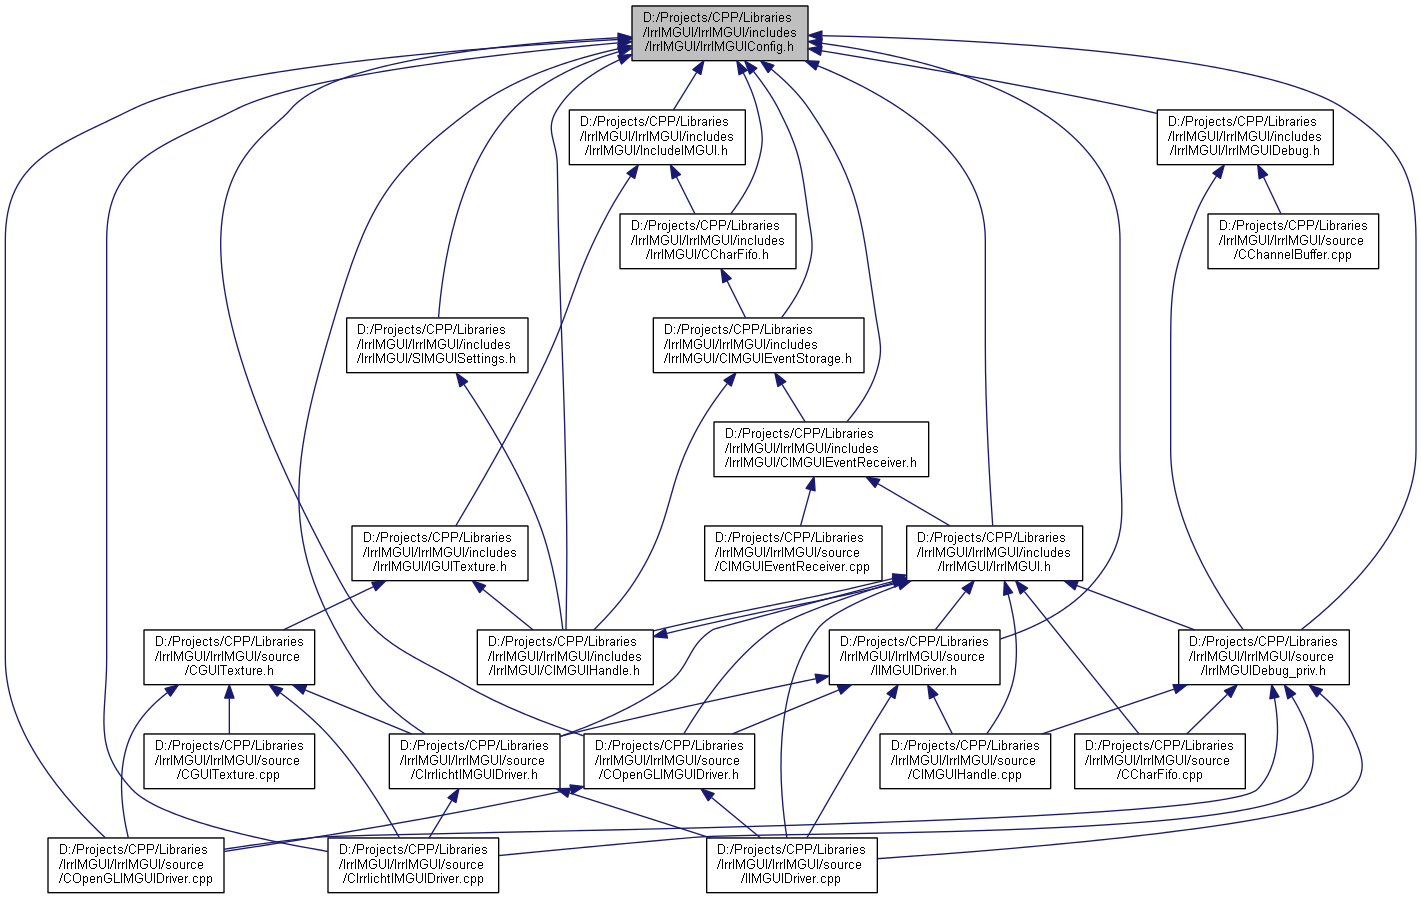 D:/Projects/CPP/Libraries
/IrrIMGUI/IrrIMGUI/includes
/IrrIMGUI/IrrIMGUIConfig.h
D:/Projects/CPP/Libraries
/IrrIMGUI/IrrIMGUI/includes
/IrrIMGUI/IncludeIMGUI.h
D:/Projects/CPP/Libraries
/IrrIMGUI/IrrIMGUI/includes
/IrrIMGUI/IrrIMGUIDebug.h
D:/Projects/CPP/Libraries
/IrrIMGUI/IrrIMGUI/includes
/IrrIMGUI/CCharFifo.h
D:/Projects/CPP/Libraries
/IrrIMGUI/IrrIMGUI/source
/CChannelBuffer.cpp
D:/Projects/CPP/Libraries
/IrrIMGUI/IrrIMGUI/includes
/IrrIMGUI/SIMGUISettings.h
D:/Projects/CPP/Libraries
/IrrIMGUI/IrrIMGUI/includes
/IrrIMGUI/CIMGUIEventStorage.h
D:/Projects/CPP/Libraries
/IrrIMGUI/IrrIMGUI/includes
/IrrIMGUI/CIMGUIEventReceiver.h
D:/Projects/CPP/Libraries
/IrrIMGUI/IrrIMGUI/includes
/IrrIMGUI/IGUITexture.h
D:/Projects/CPP/Libraries
/IrrIMGUI/IrrIMGUI/source
/CIMGUIEventReceiver.cpp
D:/Projects/CPP/Libraries
/IrrIMGUI/IrrIMGUI/includes
/IrrIMGUI/IrrIMGUI.h
D:/Projects/CPP/Libraries
/IrrIMGUI/IrrIMGUI/source
/CGUITexture.h
D:/Projects/CPP/Libraries
/IrrIMGUI/IrrIMGUI/includes
/IrrIMGUI/CIMGUIHandle.h
D:/Projects/CPP/Libraries
/IrrIMGUI/IrrIMGUI/source
/IIMGUIDriver.h
D:/Projects/CPP/Libraries
/IrrIMGUI/IrrIMGUI/source
/IrrIMGUIDebug_priv.h
D:/Projects/CPP/Libraries
/IrrIMGUI/IrrIMGUI/source
/CGUITexture.cpp
D:/Projects/CPP/Libraries
/IrrIMGUI/IrrIMGUI/source
/CIrrlichtIMGUIDriver.h
D:/Projects/CPP/Libraries
/IrrIMGUI/IrrIMGUI/source
/COpenGLIMGUIDriver.h
D:/Projects/CPP/Libraries
/IrrIMGUI/IrrIMGUI/source
/CIMGUIHandle.cpp
D:/Projects/CPP/Libraries
/IrrIMGUI/IrrIMGUI/source
/CCharFifo.cpp
D:/Projects/CPP/Libraries
/IrrIMGUI/IrrIMGUI/source
/COpenGLIMGUIDriver.cpp
D:/Projects/CPP/Libraries
/IrrIMGUI/IrrIMGUI/source
/CIrrlichtIMGUIDriver.cpp
D:/Projects/CPP/Libraries
/IrrIMGUI/IrrIMGUI/source
/IIMGUIDriver.cpp